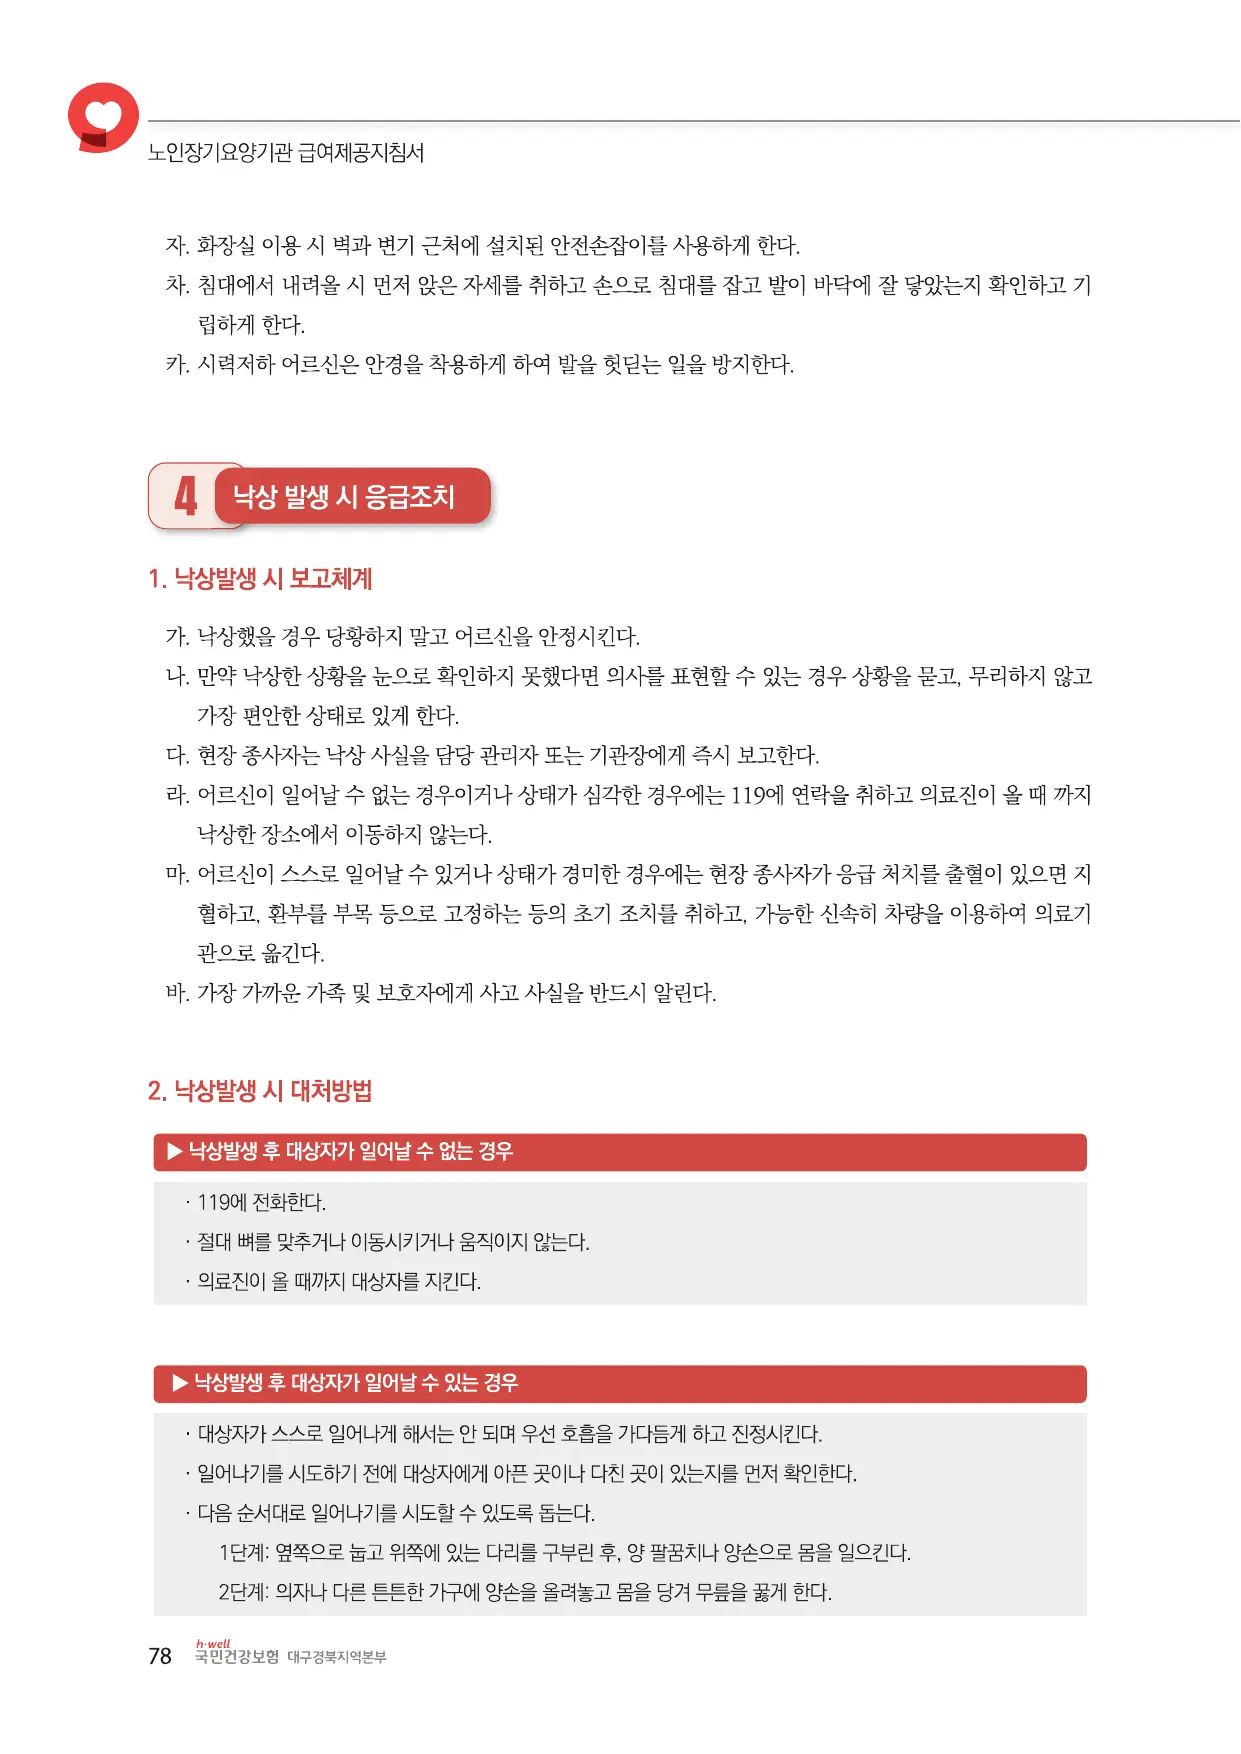 노인장기요양기관 급여제공지침서
자. 화장실 이용 시 벽과 변기 근처에 설치된 안전손잡이를 사용하게 한다.
차. 침대에서 내려올 시 먼저 앉은 자세를 취하고 손으로 침대를 잡고 발이 바닥에 잘 닿았는지 확인하고 기
립하게 한다.
카. 시력저하 어르신은 안경을 착용하게 하여 발을 헛딛는 일을 방지한다.
4 낙상 발생 시 응급조치
1. 낙상발생 시 보고체계
가. 낙상했을 경우 당황하지 말고 어르신을 안정시킨다.
나. 만약 낙상한 상황을 눈으로 확인하지 못했다면 의사를 표현할 수 있는 경우 상황을 묻고, 무리하지 않고
가장 편안한 상태로 있게 한다.
다. 현장 종사자는 낙상 사실을 담당 관리자 또는 기관장에게 즉시 보고한다.
라. 어르신이 일어날 수 없는 경우이거나 상태가 심각한 경우에는 119에 연락을 취하고 의료진이 올 때 까지
낙상한 장소에서 이동하지 않는다.
마. 어르신이 스스로 일어날 수 있거나 상태가 경미한 경우에는 현장 종사자가 응급 처치를 출혈이 있으면 지
혈하고, 환부를 부목 등으로 고정하는 등의 초기 조치를 취하고, 가능한 신속히 차량을 이용하여 의료기
관으로 옮긴다.
바. 가장 가까운 가족 및 보호자에게 사고 사실을 반드시 알린다.
2. 낙상발생 시 대처방법
▶ 낙상발생 후 대상자가 일어날 수 없는 경우
· 119에 전화한다.
· 절대 뼈를 맞추거나 이동시키거나 움직이지 않는다.
· 의료진이 올 때까지 대상자를 지킨다.
▶ 낙상발생 후 대상자가 일어날 수 있는 경우
· 대상자가 스스로 일어나게 해서는 안 되며 우선 호흡을 가다듬게 하고 진정시킨다.
· 일어나기를 시도하기 전에 대상자에게 아픈 곳이나 다친 곳이 있는지를 먼저 확인한다.
· 다음 순서대로 일어나기를 시도할 수 있도록 돕는다.
1단계: 옆쪽으로 눕고 위쪽에 있는 다리를 구부린 후, 양 팔꿈치나 양손으로 몸을 일으킨다.
2단계: 의자나 다른 튼튼한 가구에 양손을 올려놓고 몸을 당겨 무릎을 꿇게 한다.
h·well
78 국민건강보험 대구경북지역본부